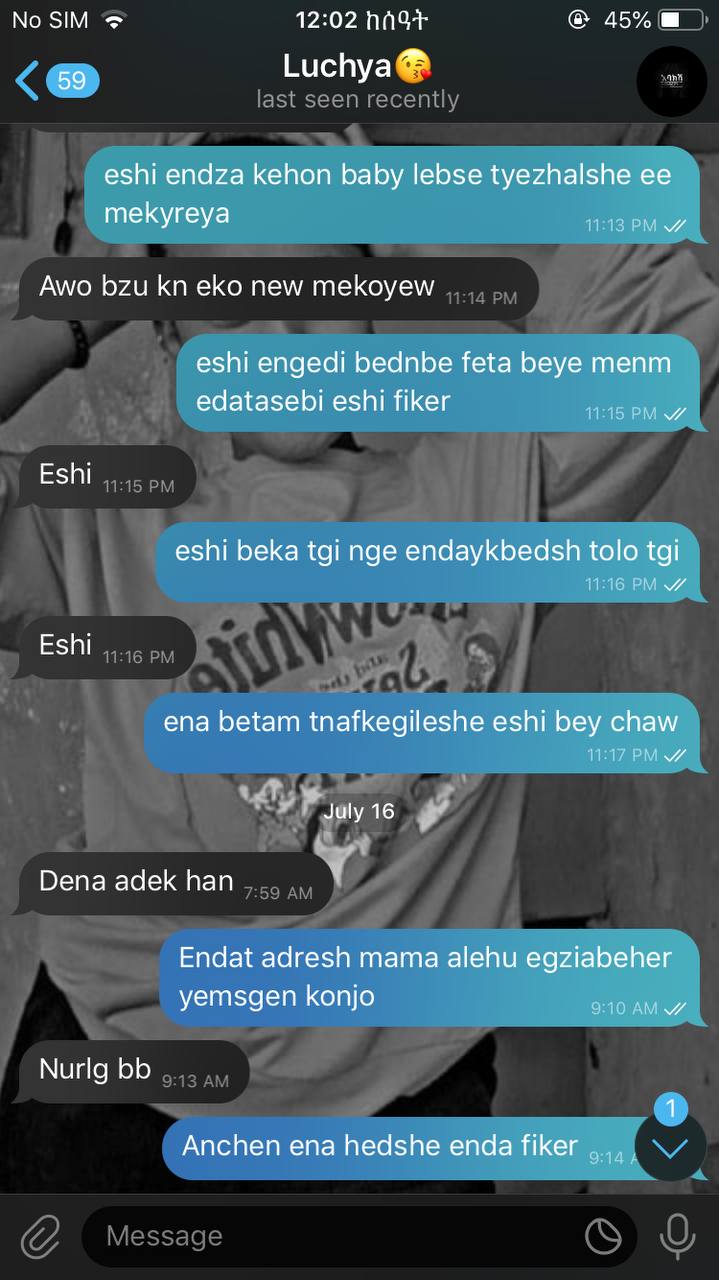 No SIM 12:02 ከሰዓት 45%
59 Luchya😘
last seen recently
eshi endza kehon baby lebse tyezhalshe ee
mekyreya 11:13 PM
Awo bzu kn eko new mekoyew 11:14 PM
eshi engedi bednbe feta beye menm
edatasebi eshi fiker 11:15 PM
Eshi 11:15 PM
eshi beka tgi nge endaykbedsh tolo tgi
11:16 PM
Eshi 11:16 PM
ena betam tnafkegileshe eshi bey chaw
11:17 PM
July 16
Dena adek han 7:59 AM
Endat adresh mama alehu egziabeher
yemsgen konjo 9:10 AM
Nurlg bb 9:13 AM
1
Anchen ena hedshe enda fiker 9:14
Message